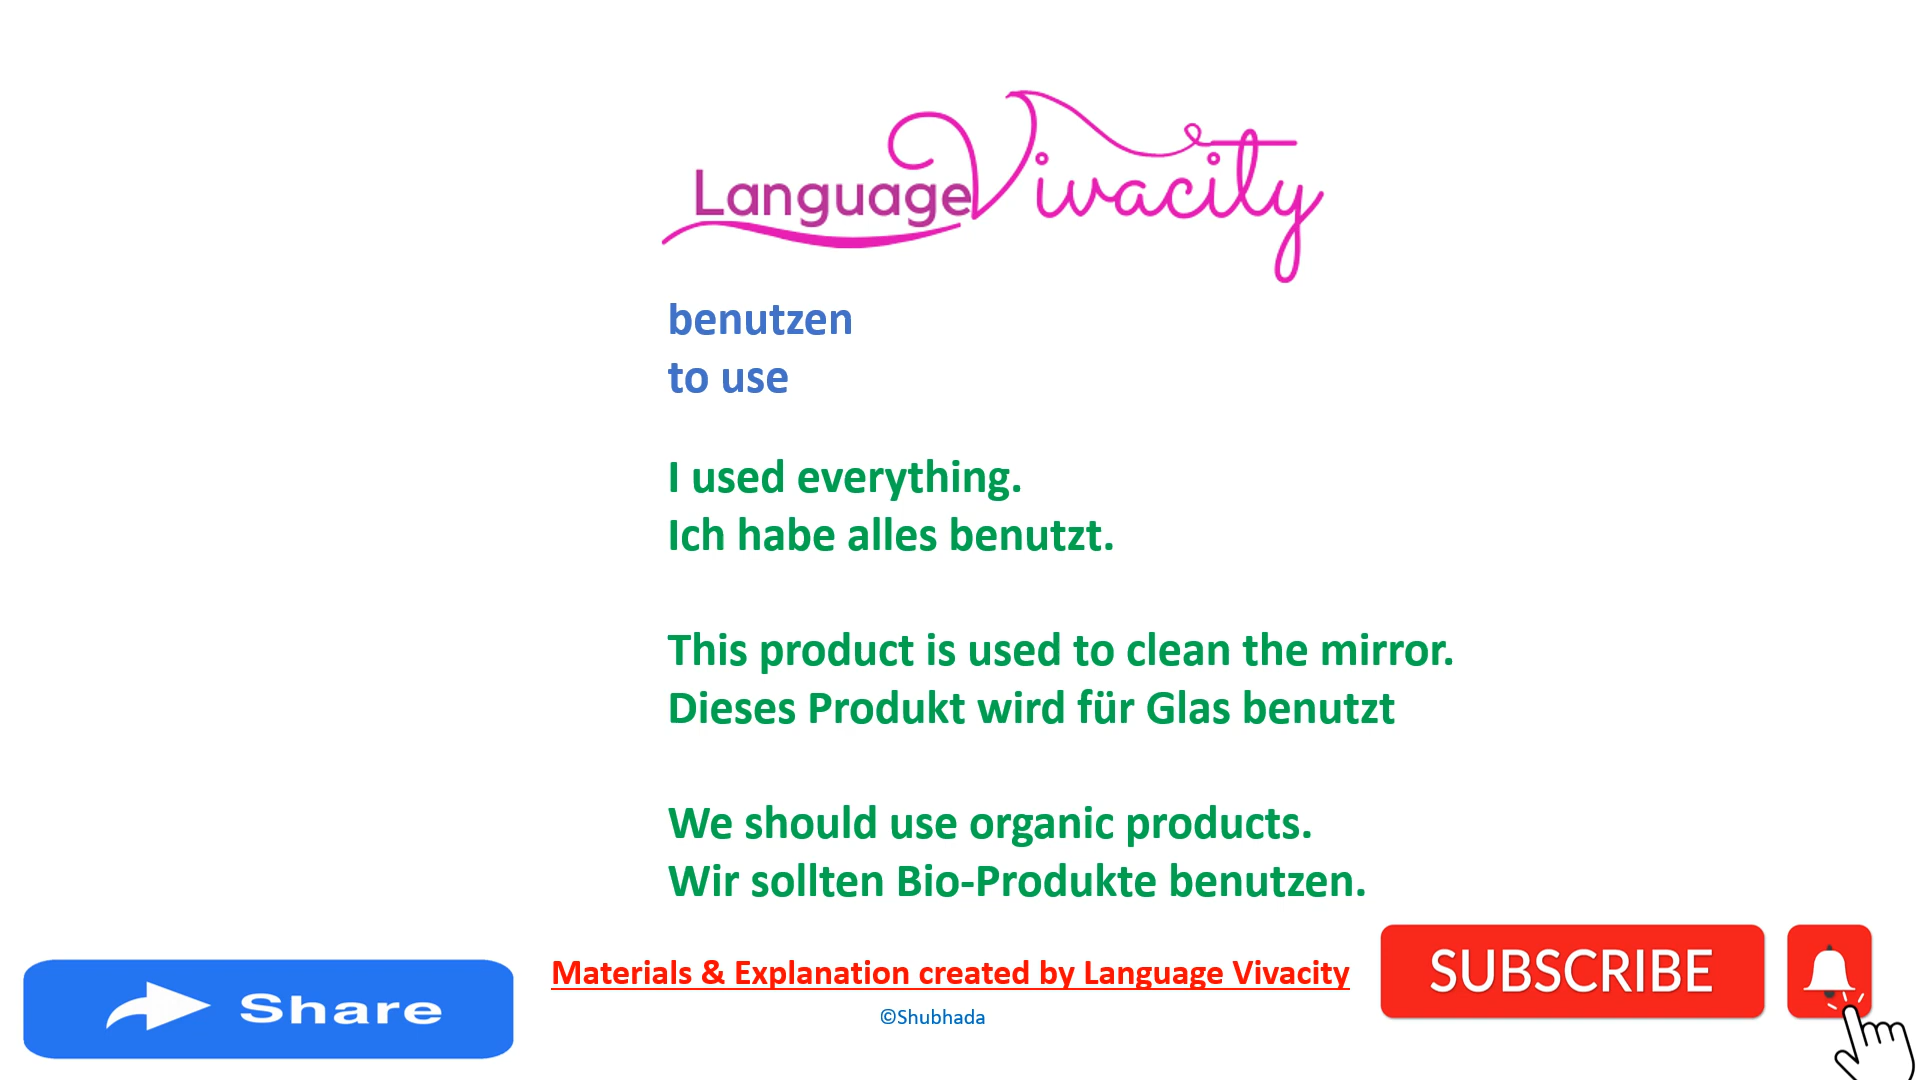 Language Vivacity
benutzen
to use
I used everything.
Ich habe alles benutzt.
This product is used to clean the mirror.
Dieses Produkt wird für Glas benutzt
We should use organic products.
Wir sollten Bio-Produkte benutzen.
Materials & Explanation created by Language Vivacity
©Shubhada
Share
SUBSCRIBE